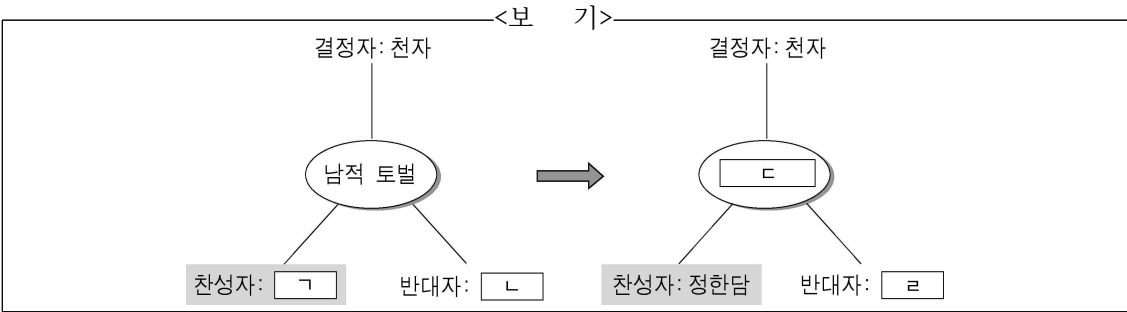 <보 기>
결정자: 천자 결정자: 천자
남적 토벌 ㄷ
찬성자: ㄱ 반대자: ㄴ 찬성자: 정한담 반대자: ㄹ